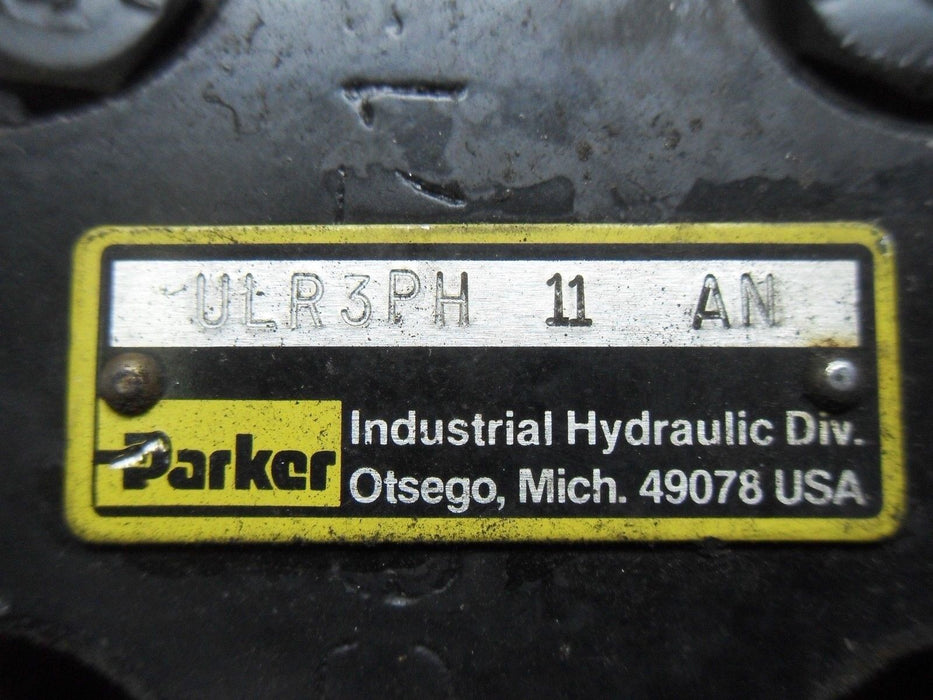 ULR3PH 11 AN
Parker
Industrial Hydraulic Div.
Otsego, Mich. 49078 USA